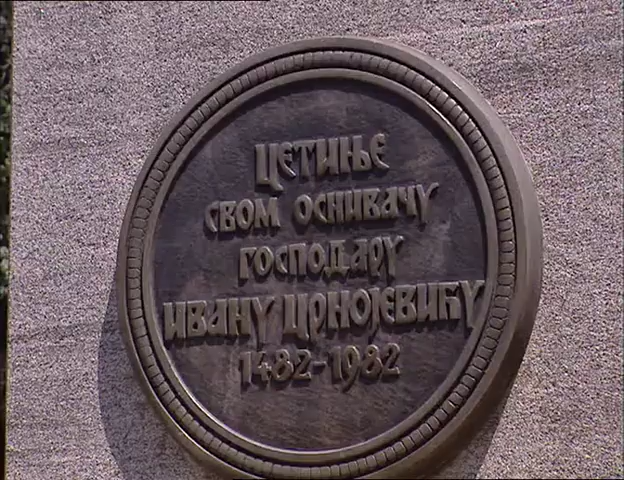 ЦЕТИЊЕ
СВОМ ОСНИВАЧУ
ГОСПОДАРУ
ИВАНУ ЦРНОЈЕВИЋУ
1482-1982